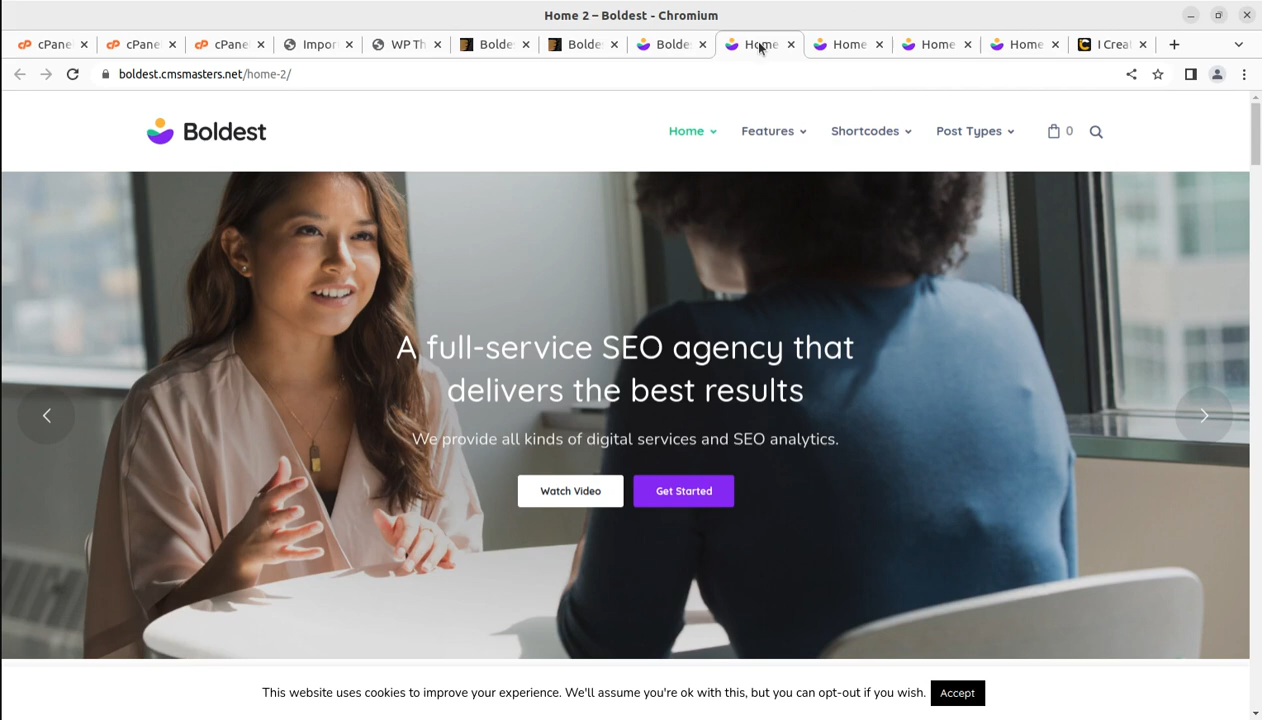 Home 2 – Boldest - Chromium
cPane
cPane
cPane
Impor
WP Th
Bolde
Bolde
Boldes
Home
Home
Home
Home
I Crea
boldest.cmsmasters.net/home-2/
Boldest
Home
Features
Shortcodes
Post Types
0
A full-service SEO agency that
delivers the best results
We provide all kinds of digital services and SEO analytics.
Watch Video
Get Started
This website uses cookies to improve your experience. We'll assume you're ok with this, but you can opt-out if you wish.
Accept